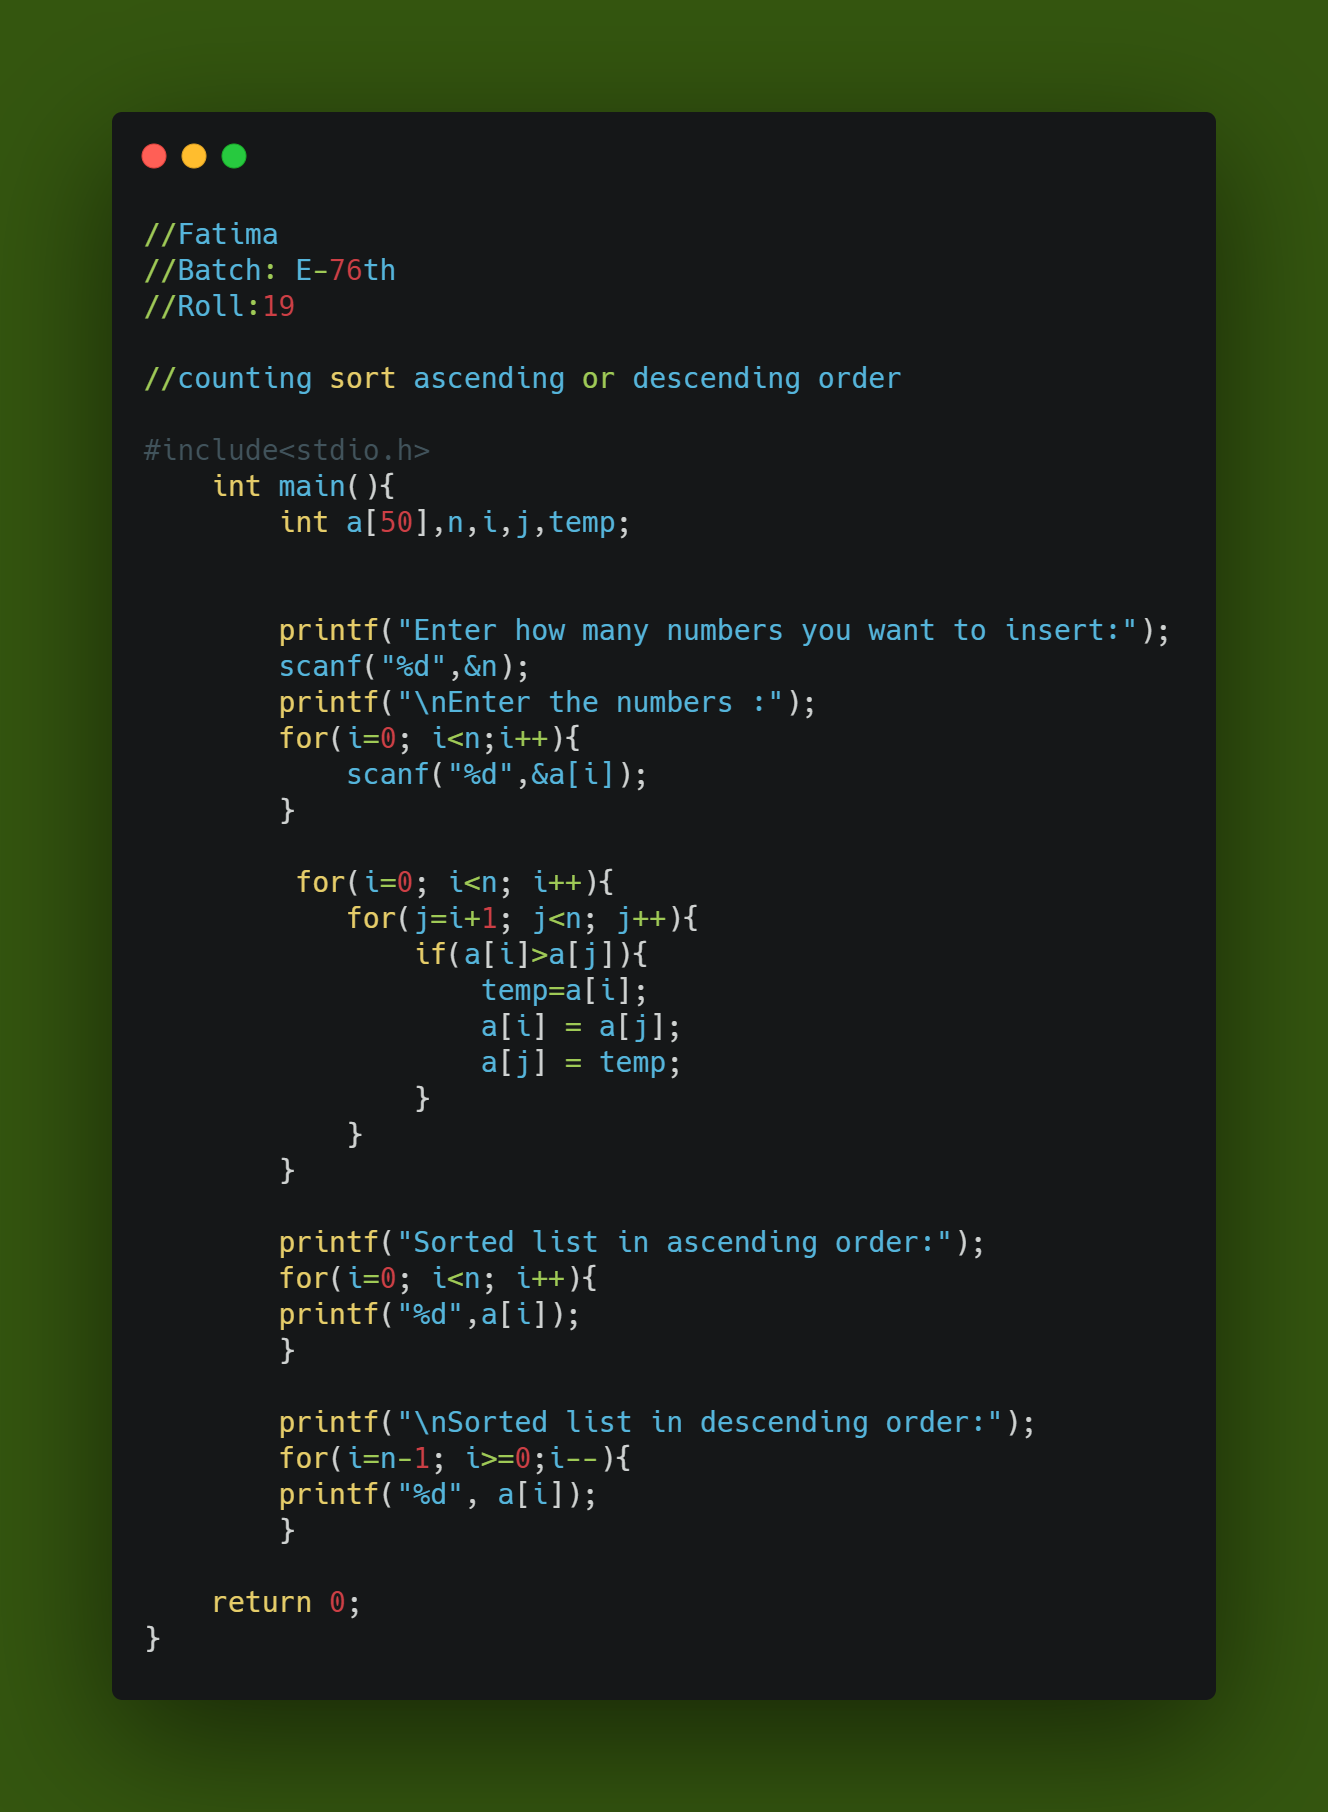 //Fatima
//Batch: E-76th
//Roll:19
//counting sort ascending or descending order
#include<stdio.h>
int main(){
int a[50],n,i,j,temp;
printf("Enter how many numbers you want to insert:");
scanf("%d",&n);
printf("\nEnter the numbers :");
for(i=0; i<n;i++){
scanf("%d",&a[i]);
}
for(i=0; i<n; i++){
for(j=i+1; j<n; j++){
if(a[i]>a[j]){
temp=a[i];
a[i] = a[j];
a[j] = temp;
}
}
}
printf("Sorted list in ascending order:");
for(i=0; i<n; i++){
printf("%d",a[i]);
}
printf("\nSorted list in descending order:");
for(i=n-1; i>=0;i--){
printf("%d", a[i]);
}
return 0;
}